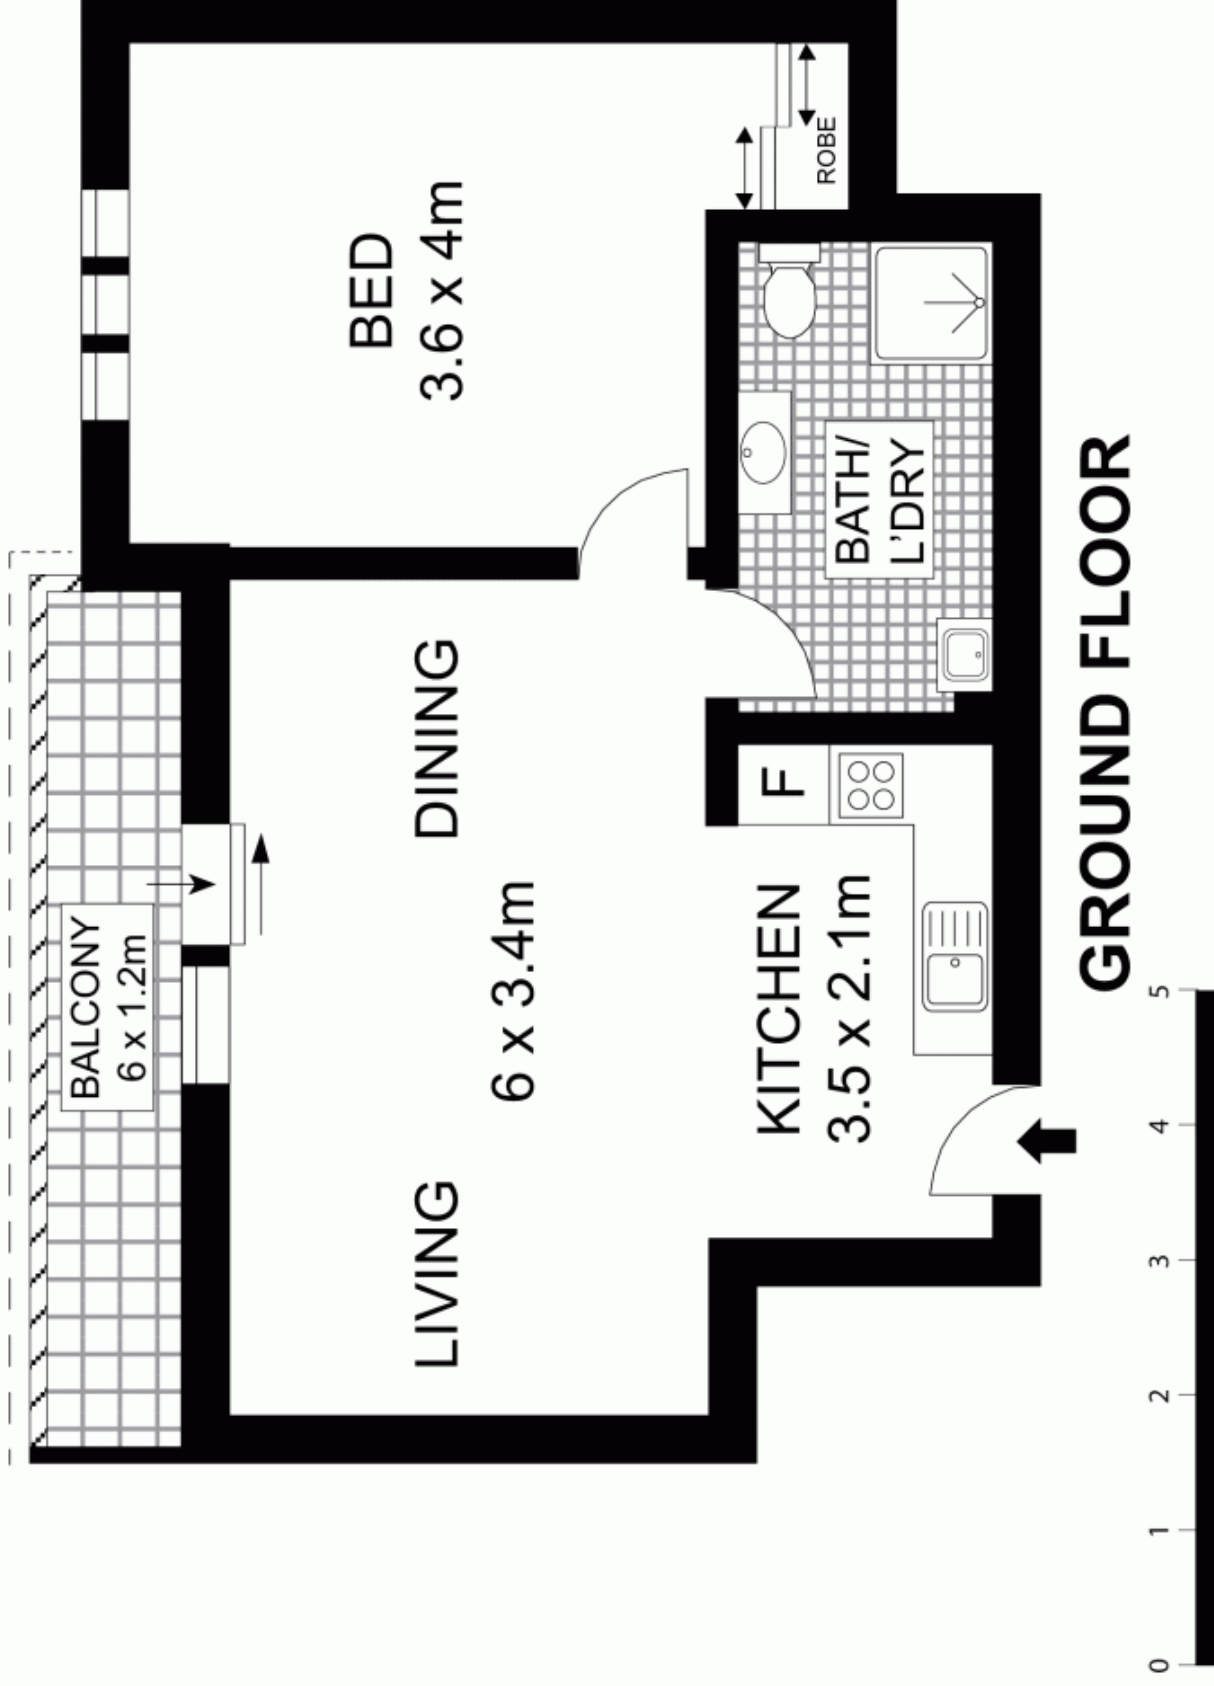 BALCONY
6 x 1.2m
BED
3.6 x 4m
LIVING
DINING
6 x 3.4m
KITCHEN
3.5 x 2.1m
F
BATH/
L'DRY
ROBE
GROUND FLOOR
0 1 2 3 4 5